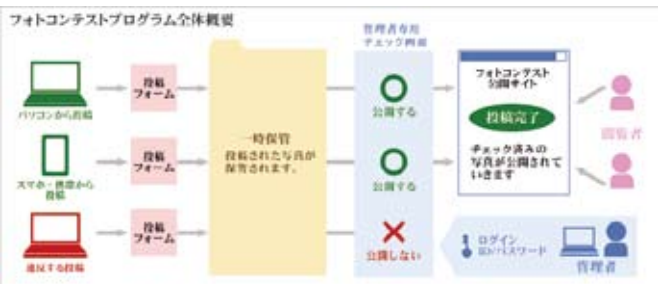 フォトコンテストプログラム全体概要
管理者専用
チェック画面
パソコンから投稿
投稿
フォーム
公開する
フォトコンテスト
公開サイト
投稿完了
チェック済みの
写真が公開されて
いきます
閲覧者
一時保管
投稿された写真が
保管されます。
スマホ・携帯から
投稿
投稿
フォーム
公開する
違反する投稿
投稿
フォーム
公開しない
ログイン
ID/パスワード
管理者